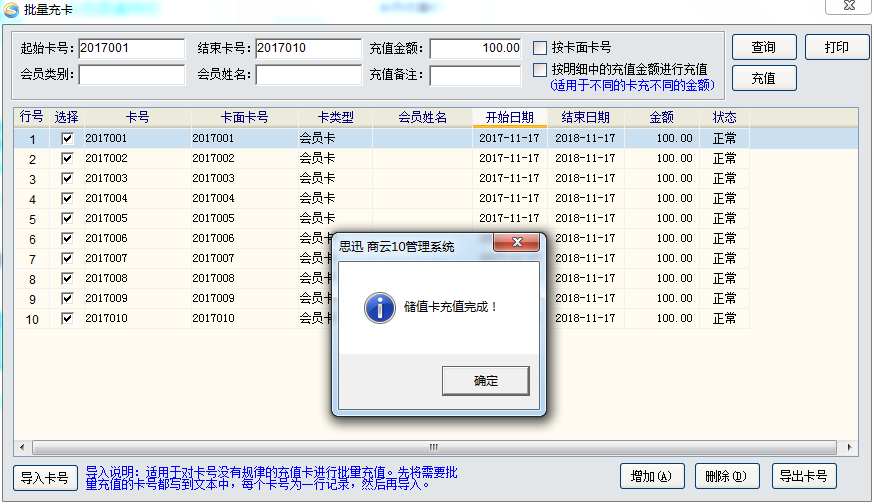 批量充卡
起始卡号: 2017001 结束卡号: 2017010 充值金额: 100.00 按卡面卡号 查询 打印
会员类别: 会员姓名: 充值备注: 按明细中的充值金额进行充值 充值
(适用于不同的卡充不同的金额)
行号 选择 卡号 卡面卡号 卡类型 会员姓名 开始日期 结束日期 金额 状态
1 2017001 2017001 会员卡 2017-11-17 2018-11-17 100.00 正常
2 2017002 2017002 会员卡 2017-11-17 2018-11-17 100.00 正常
3 2017003 2017003 会员卡 2017-11-17 2018-11-17 100.00 正常
4 2017004 2017004 会员卡 2017-11-17 2018-11-17 100.00 正常
5 2017005 2017005 会员卡 2017-11-17 2018-11-17 100.00 正常
6 2017006 2017006 会员卡 2018-11-17 100.00 正常
7 2017007 2017007 会员卡 2018-11-17 100.00 正常
8 2017008 2017008 会员卡 2018-11-17 100.00 正常
9 2017009 2017009 会员卡 2018-11-17 100.00 正常
10 2017010 2017010 会员卡 2018-11-17 100.00 正常
思迅 商云10管理系统
储值卡充值完成！
确定
导入卡号 导入说明：适用于对卡号没有规律的充值卡进行批量充值。先将需要批
量充值的卡号都写到文本中，每个卡号为一行记录，然后再导入。
增加(A) 删除(D) 导出卡号